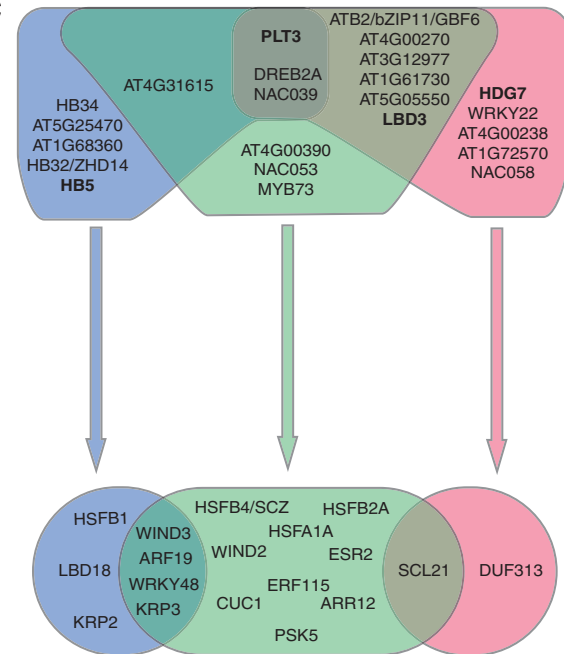 :
PLT3
DREB2A
NAC039
AT4G31615
ATB2/bZIP11/GBF6
AT4G00270
AT3G12977
AT1G61730
AT5G05550
LBD3
HB34
AT5G25470
AT1G68360
HB32/ZHD14
HB5
HDG7
WRKY22
AT4G00238
AT1G72570
NAC058
AT4G00390
NAC053
MYB73
HSFB1
LBD18
KRP2
WIND3
ARF19
WRKY48
KRP3
HSFB4/SCZ
HSFB2A
HSFA1A
WIND2
ESR2
ERF115
CUC1
ARR12
PSK5
SCL21
DUF313